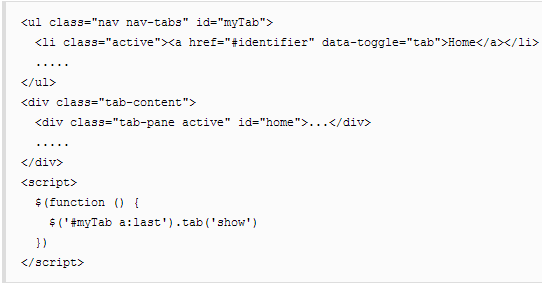 <ul class="nav nav-tabs" id="myTab">
  <li class="active"><a href="#identifier" data-toggle="tab">Home</a></li>
  .....
</ul>
<div class="tab-content">
  <div class="tab-pane active" id="home">...</div>
  .....
</div>
<script>
  $(function () {
    $('#myTab a:last').tab('show')
  })
</script>